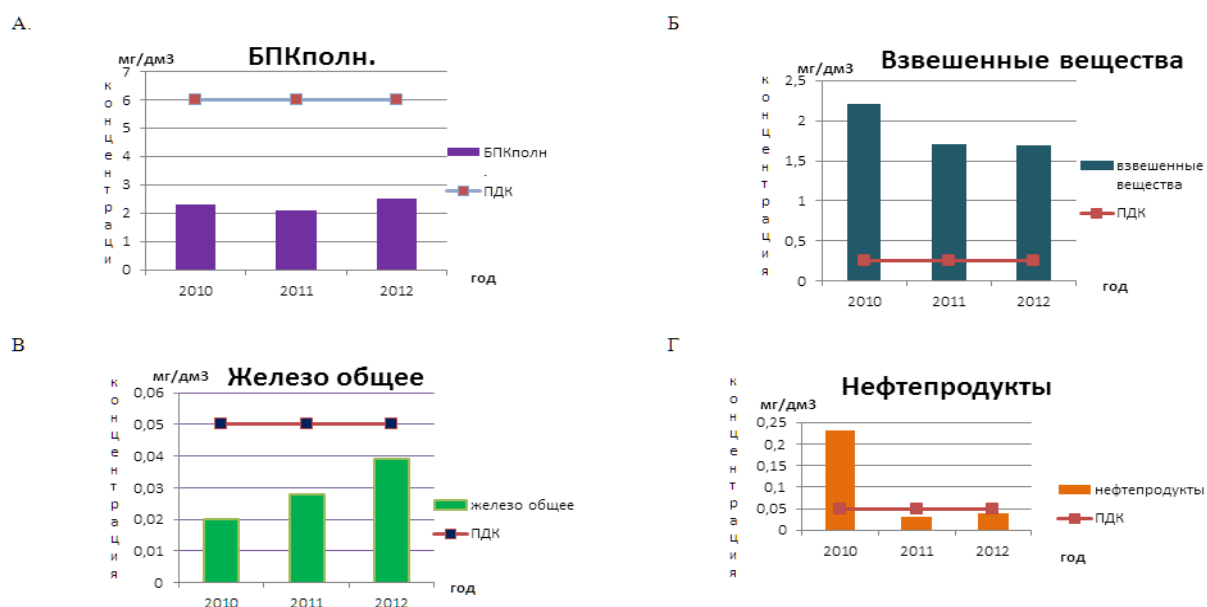 А.
БПКполн.
мг/дм3
концентраци
7
6
5
4
3
2
1
0
2010 2011 2012
год
БПКполн
.
ПДК
Б
Взвешенные вещества
мг/дм3
концентрация
2,5
2
1,5
1
0,5
0
2010 2011 2012
год
взвешенные
вещества
ПДК
В
Железо общее
мг/дм3
концентрация
0,06
0,05
0,04
0,03
0,02
0,01
0
2010 2011 2012
год
железо общее
ПДК
Г
Нефтепродукты
мг/дм3
концентрация
0,25
0,2
0,15
0,1
0,05
0
2010 2011 2012
год
нефтепродукты
ПДК